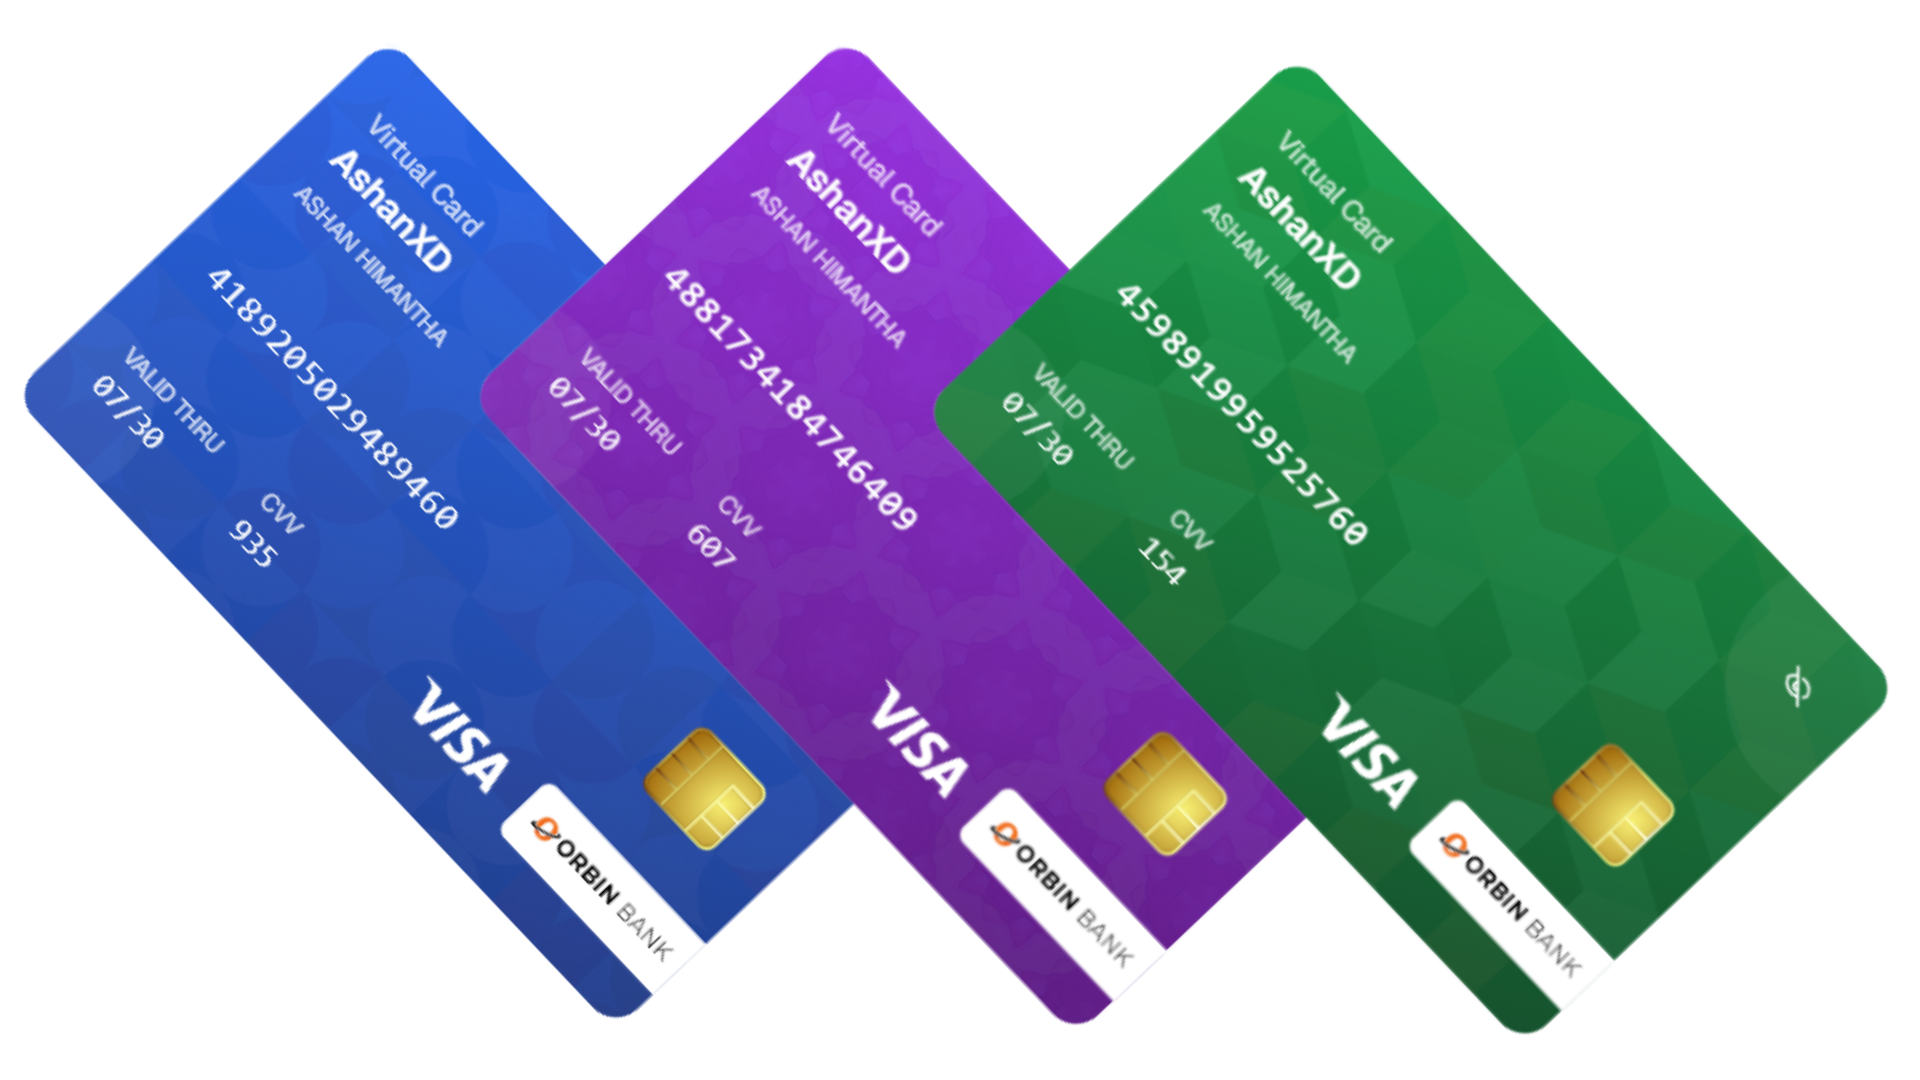 Virtual Card
AshanXD
ASHAN HIMANTHA
4189205029489460
VALID THRU
07/30
CVV
935
VISA
ORBIN BANK
Virtual Card
AshanXD
ASHAN HIMANTHA
4881734184746409
VALID THRU
07/30
CVV
607
VISA
ORBIN BANK
Virtual Card
AshanXD
ASHAN HIMANTHA
4598919959525760
VALID THRU
07/30
CVV
154
VISA
ORBIN BANK